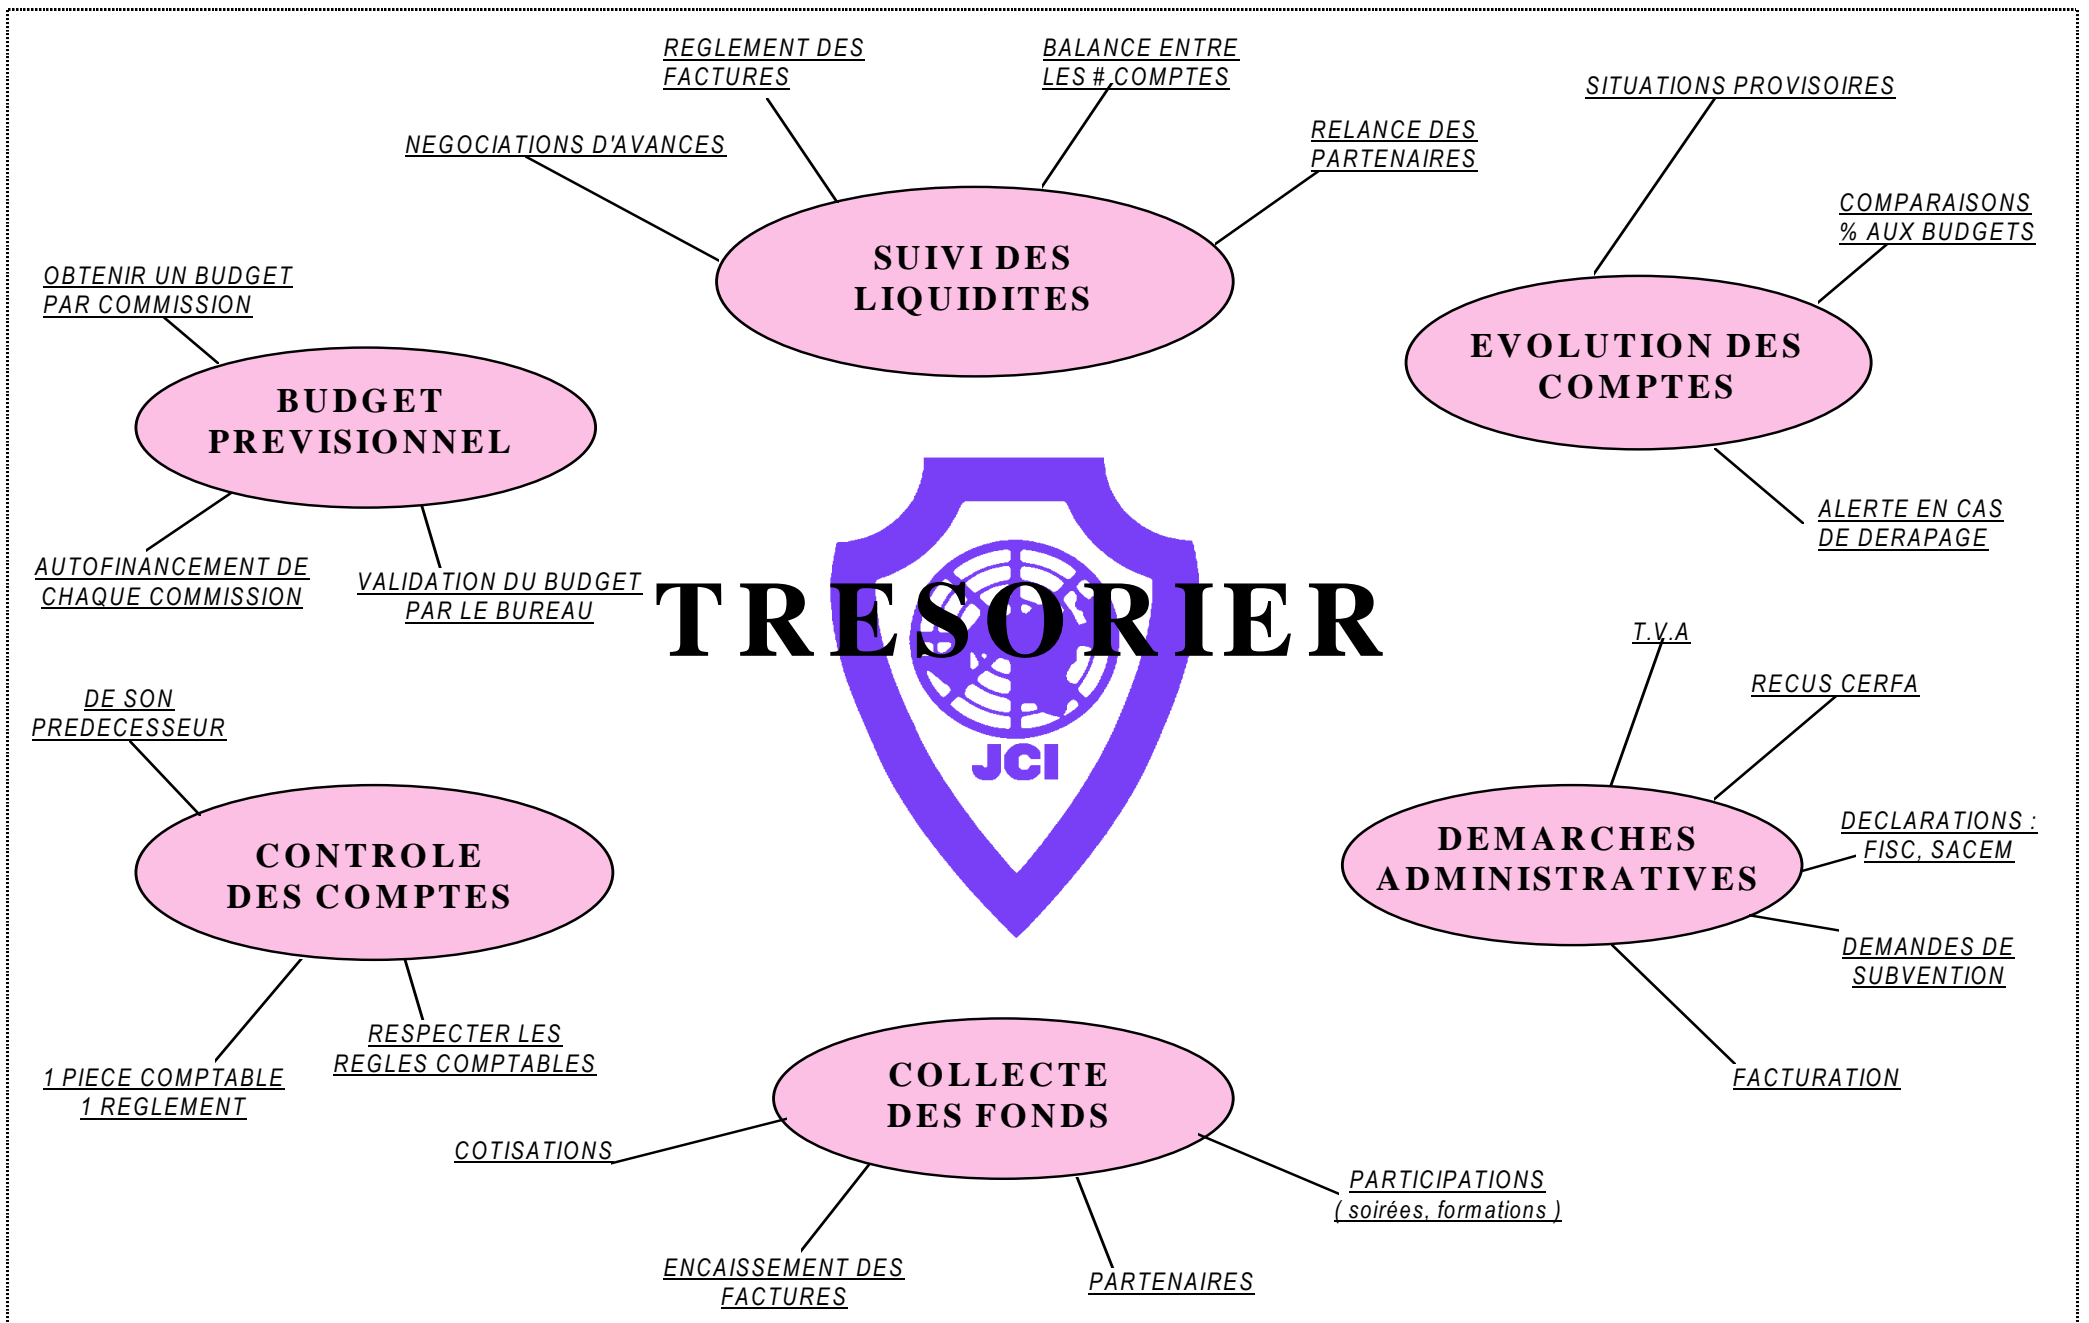 REGLEMENT DES
FACTURES
BALANCE ENTRE
LES # COMPTES
SITUATIONS PROVISOIRES
NEGOCIATIONS D'AVANCES
RELANCE DES
PARTENAIRES
COMPARAISONS
% AUX BUDGETS
SUIVI DES
LIQUIDITES
OBTENIR UN BUDGET
PAR COMMISSION
EVOLUTION DES
COMPTES
BUDGET
PREVISIONNEL
ALERTE EN CAS
DE DERAPAGE
AUTOFINANCEMENT DE
CHAQUE COMMISSION
VALIDATION DU BUDGET
PAR LE BUREAU
TRESORIER
JCI
T.V.A
RECUS CERFA
DE SON
PREDECESSEUR
DECLARATIONS :
FISC, SACEM
DEMARCHES
ADMINISTRATIVES
CONTROLE
DES COMPTES
DEMANDES DE
SUBVENTION
RESPECTER LES
REGLES COMPTABLES
1 PIECE COMPTABLE
1 REGLEMENT
FACTURATION
COLLECTE
DES FONDS
COTISATIONS
PARTICIPATIONS
( soirées, formations )
ENCAISSEMENT DES
FACTURES
PARTENAIRES